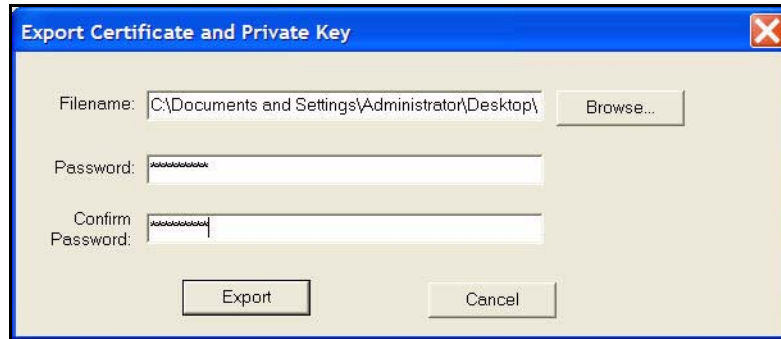 Export Certificate and Private Key
Filename: C:\Documents and Settings\Administrator\Desktop\ Browse...
Password: **********
Confirm Password: **********
Export Cancel